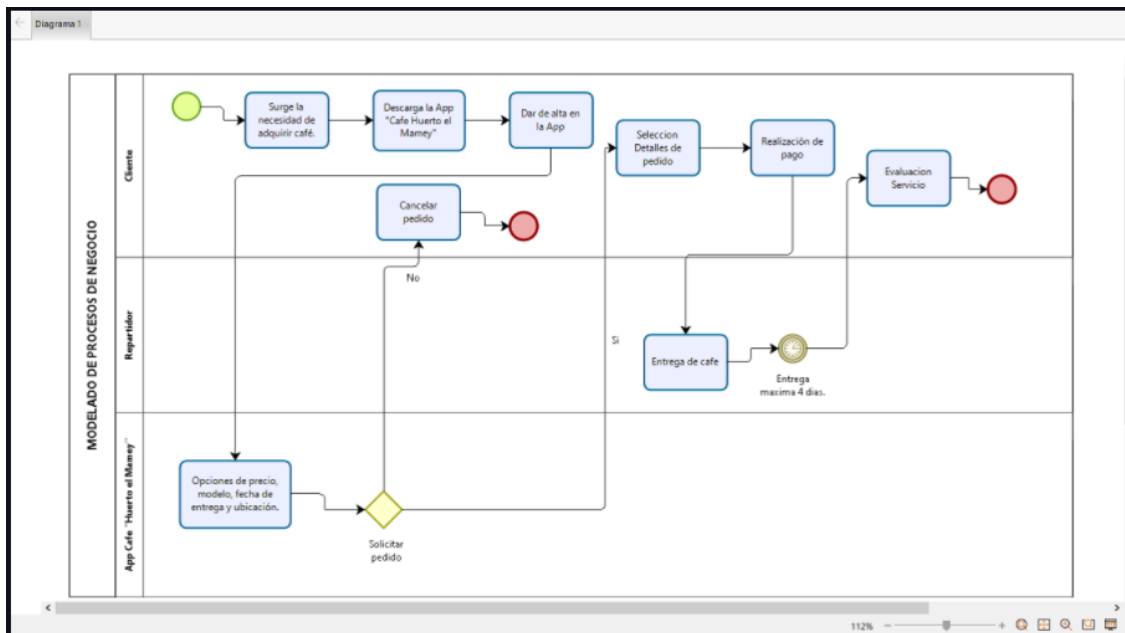 Diagrama 1
MODELADO DE PROCESOS DE NEGOCIO
Cliente
Surge la
necesidad de
adquirir café.
Descarga la App
"Cafe Huerto el
Mamey"
Dar de alta en
la App
Seleccion
Detalles de
pedido
Realización de
pago
Evaluacion
Servicio
Cancelar
pedido
No
Repartidor
Si
Entrega de cafe
Entrega
maxima 4 dias.
App Cafe "Huerto el Mamey"
Opciones de precio,
modelo, fecha de
entrega y ubicación.
Solicitar
pedido
112%